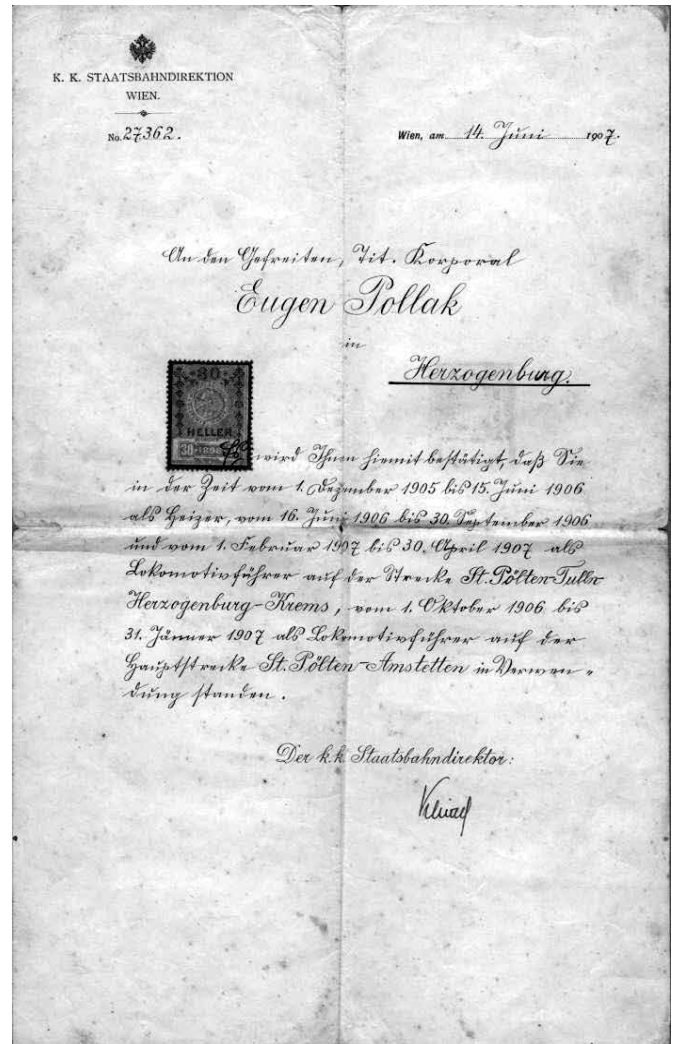 K. K. STAATSBAHNDIREKTION
WIEN.
No. 27362.
Wien, am 14. Juni 1907.
An den Gefreiten, Tit. Korporal
Eugen Pollak
in
Herzogenburg.
30
HELLER
30 1898
wird Ihnen hiemit bestätigt, daß Sie
in der Zeit vom 1. Dezember 1905 bis 15. Juni 1906
als Heizer, vom 16. Juni 1906 bis 30. September 1906
und vom 1. Februar 1907 bis 30. April 1907 als
Lokomotivführer auf der Strecke St. Pölten-Tulln-
Herzogenburg-Krems, vom 1. Oktober 1906 bis
31. Jänner 1907 als Lokomotivführer auf der
Hauptstrecke St. Pölten-Amstetten in Verwen=
dung standen.
Der k.k. Staatsbahndirektor: